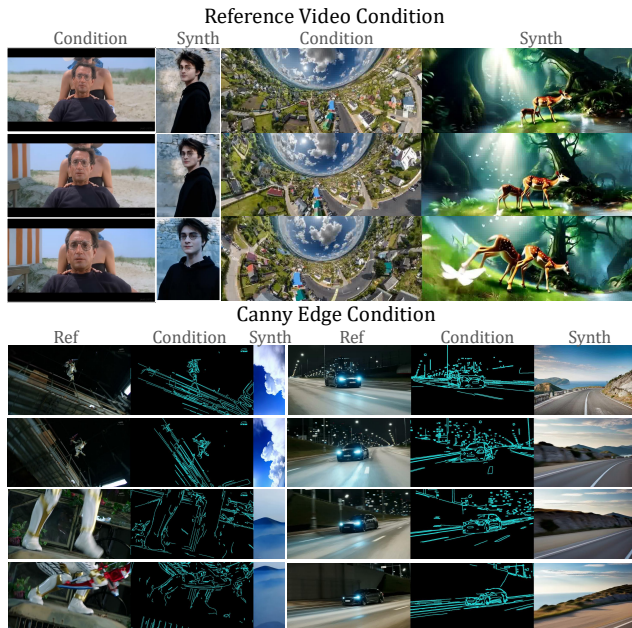 Reference Video Condition
Condition Synth Condition Synth
Canny Edge Condition
Ref Condition Synth Ref Condition Synth